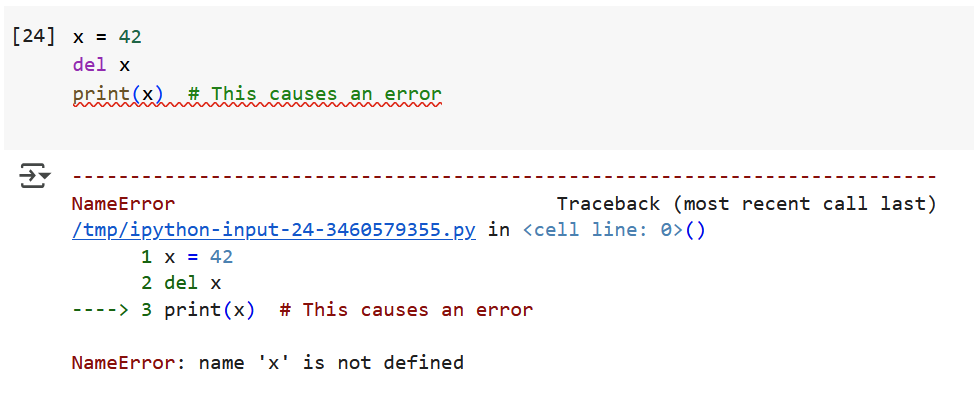 [24] x = 42
del x
print(x)  # This causes an error
---------------------------------------------------------------------------
NameError                                 Traceback (most recent call last)
/tmp/ipython-input-24-3460579355.py in <cell line: 0>()
      1 x = 42
      2 del x
----> 3 print(x)  # This causes an error

NameError: name 'x' is not defined